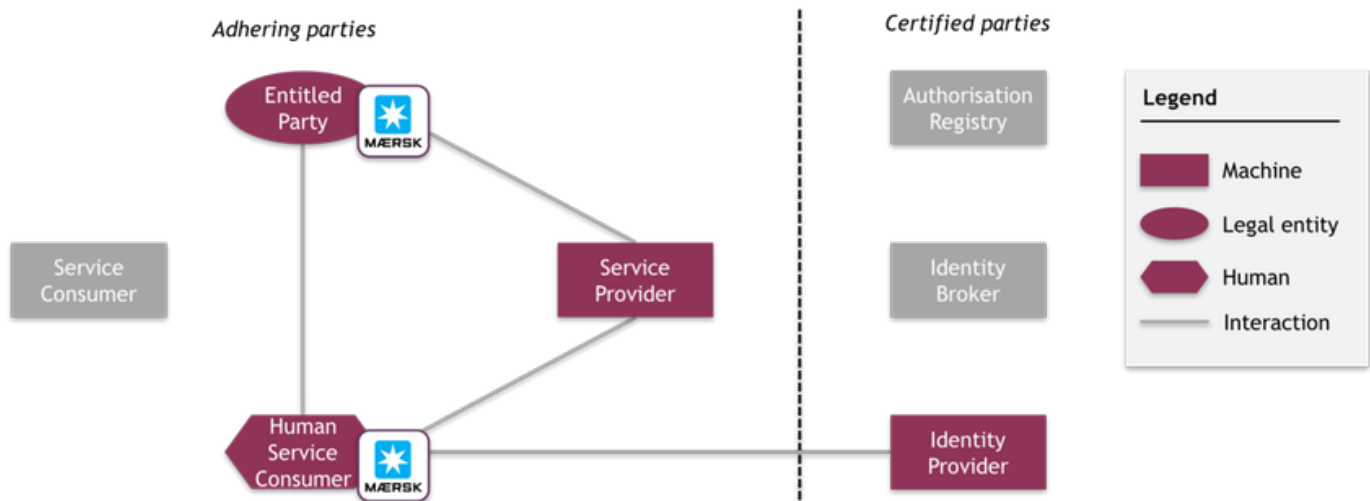 Adhering parties
Certified parties
Entitled
Party
MÆRSK
Authorisation
Registry
Legend
Machine
Legal entity
Human
Interaction
Service
Consumer
Service
Provider
Identity
Broker
Human
Service
Consumer
MÆRSK
Identity
Provider